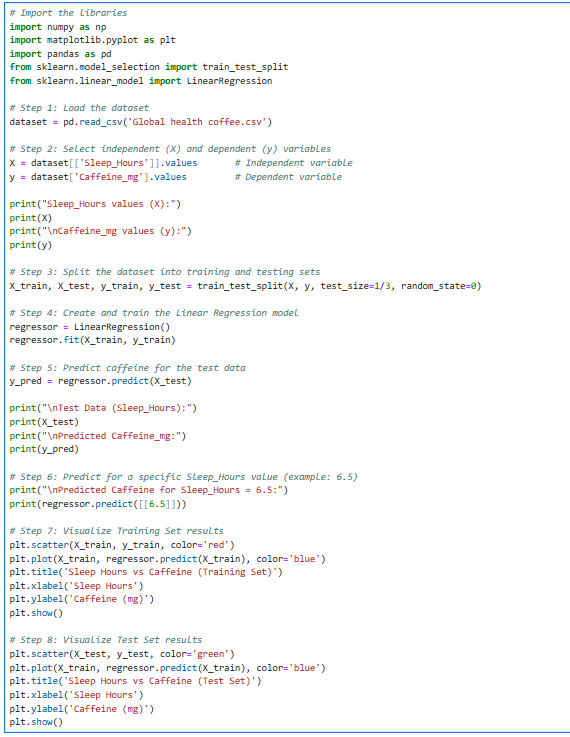 # Import the libraries
import numpy as np
import matplotlib.pyplot as plt
import pandas as pd
from sklearn.model_selection import train_test_split
from sklearn.linear_model import LinearRegression
# Step 1: Load the dataset
dataset = pd.read_csv('Global health coffee.csv')
# Step 2: Select independent (X) and dependent (y) variables
X = dataset[['Sleep_Hours']].values # Independent variable
y = dataset['Caffeine_mg'].values # Dependent variable
print("Sleep_Hours values (X):")
print(X)
print("\nCaffeine_mg values (y):")
print(y)
# Step 3: Split the dataset into training and testing sets
X_train, X_test, y_train, y_test = train_test_split(X, y, test_size=1/3, random_state=0)
# Step 4: Create and train the Linear Regression model
regressor = LinearRegression()
regressor.fit(X_train, y_train)
# Step 5: Predict caffeine for the test data
y_pred = regressor.predict(X_test)
print("\nTest Data (Sleep_Hours):")
print(X_test)
print("\nPredicted Caffeine_mg:")
print(y_pred)
# Step 6: Predict for a specific Sleep_Hours value (example: 6.5)
print("\nPredicted Caffeine for Sleep_Hours = 6.5:")
print(regressor.predict([[6.5]]))
# Step 7: Visualize Training Set results
plt.scatter(X_train, y_train, color='red')
plt.plot(X_train, regressor.predict(X_train), color='blue')
plt.title('Sleep Hours vs Caffeine (Training Set)')
plt.xlabel('Sleep Hours')
plt.ylabel('Caffeine (mg)')
plt.show()
# Step 8: Visualize Test Set results
plt.scatter(X_test, y_test, color='green')
plt.plot(X_train, regressor.predict(X_train), color='blue')
plt.title('Sleep Hours vs Caffeine (Test Set)')
plt.xlabel('Sleep Hours')
plt.ylabel('Caffeine (mg)')
plt.show()